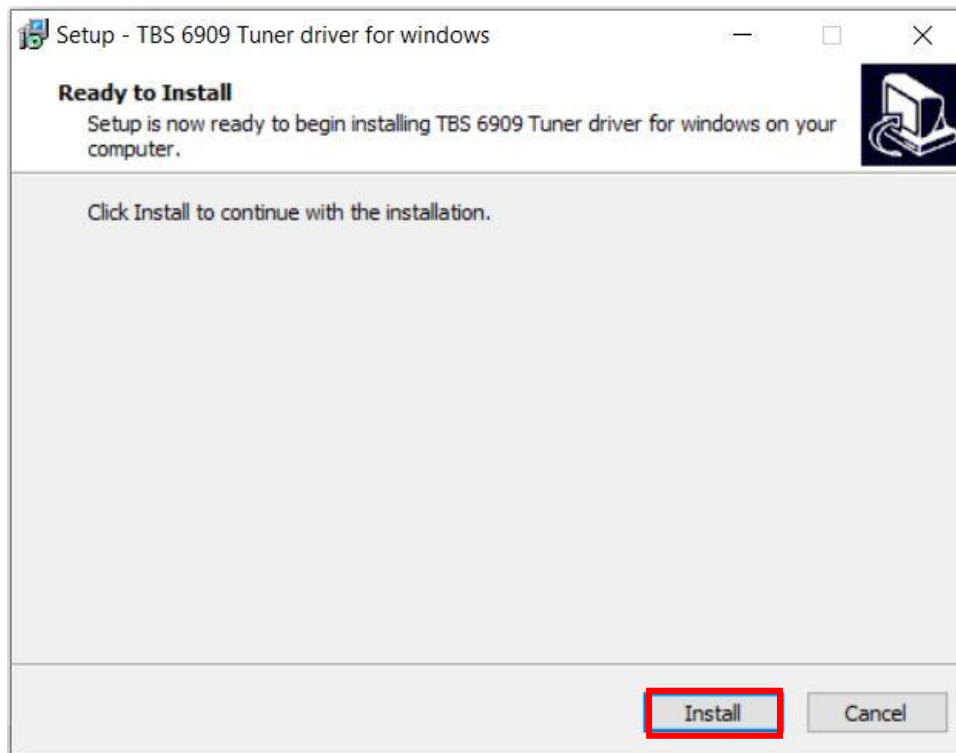 Setup - TBS 6909 Tuner driver for windows
Ready to Install
Setup is now ready to begin installing TBS 6909 Tuner driver for windows on your
computer.
Click Install to continue with the installation.
Install
Cancel